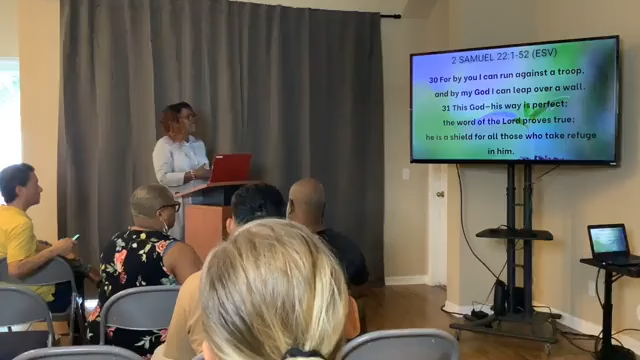 2 SAMUEL 22:1-52 (ESV)
30 For by you I can run against a troop,
and by my God I can leap over a wall.
31 This God—his way is perfect;
the word of the Lord proves true;
he is a shield for all those who take refuge
in him.